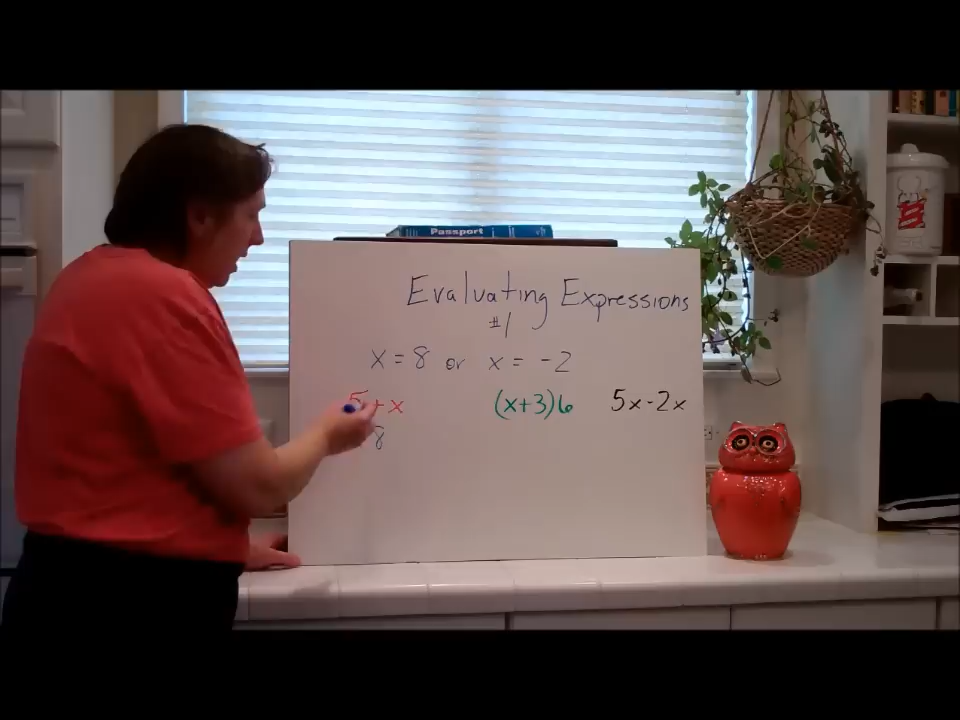 Passport
Evaluating Expressions
#1
x = 8 or x = -2
5 + x (x+3)6 5x-2x
8